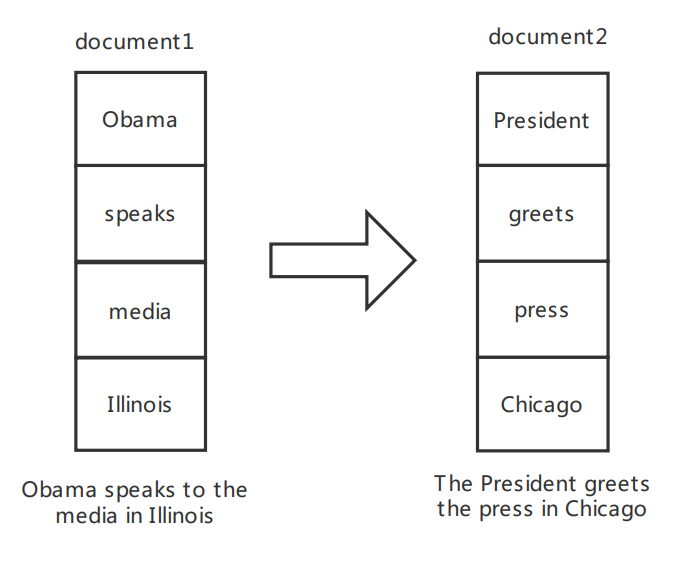 document1
Obama
speaks
media
Illinois
Obama speaks to the
media in Illinois
document2
President
greets
press
Chicago
The President greets
the press in Chicago